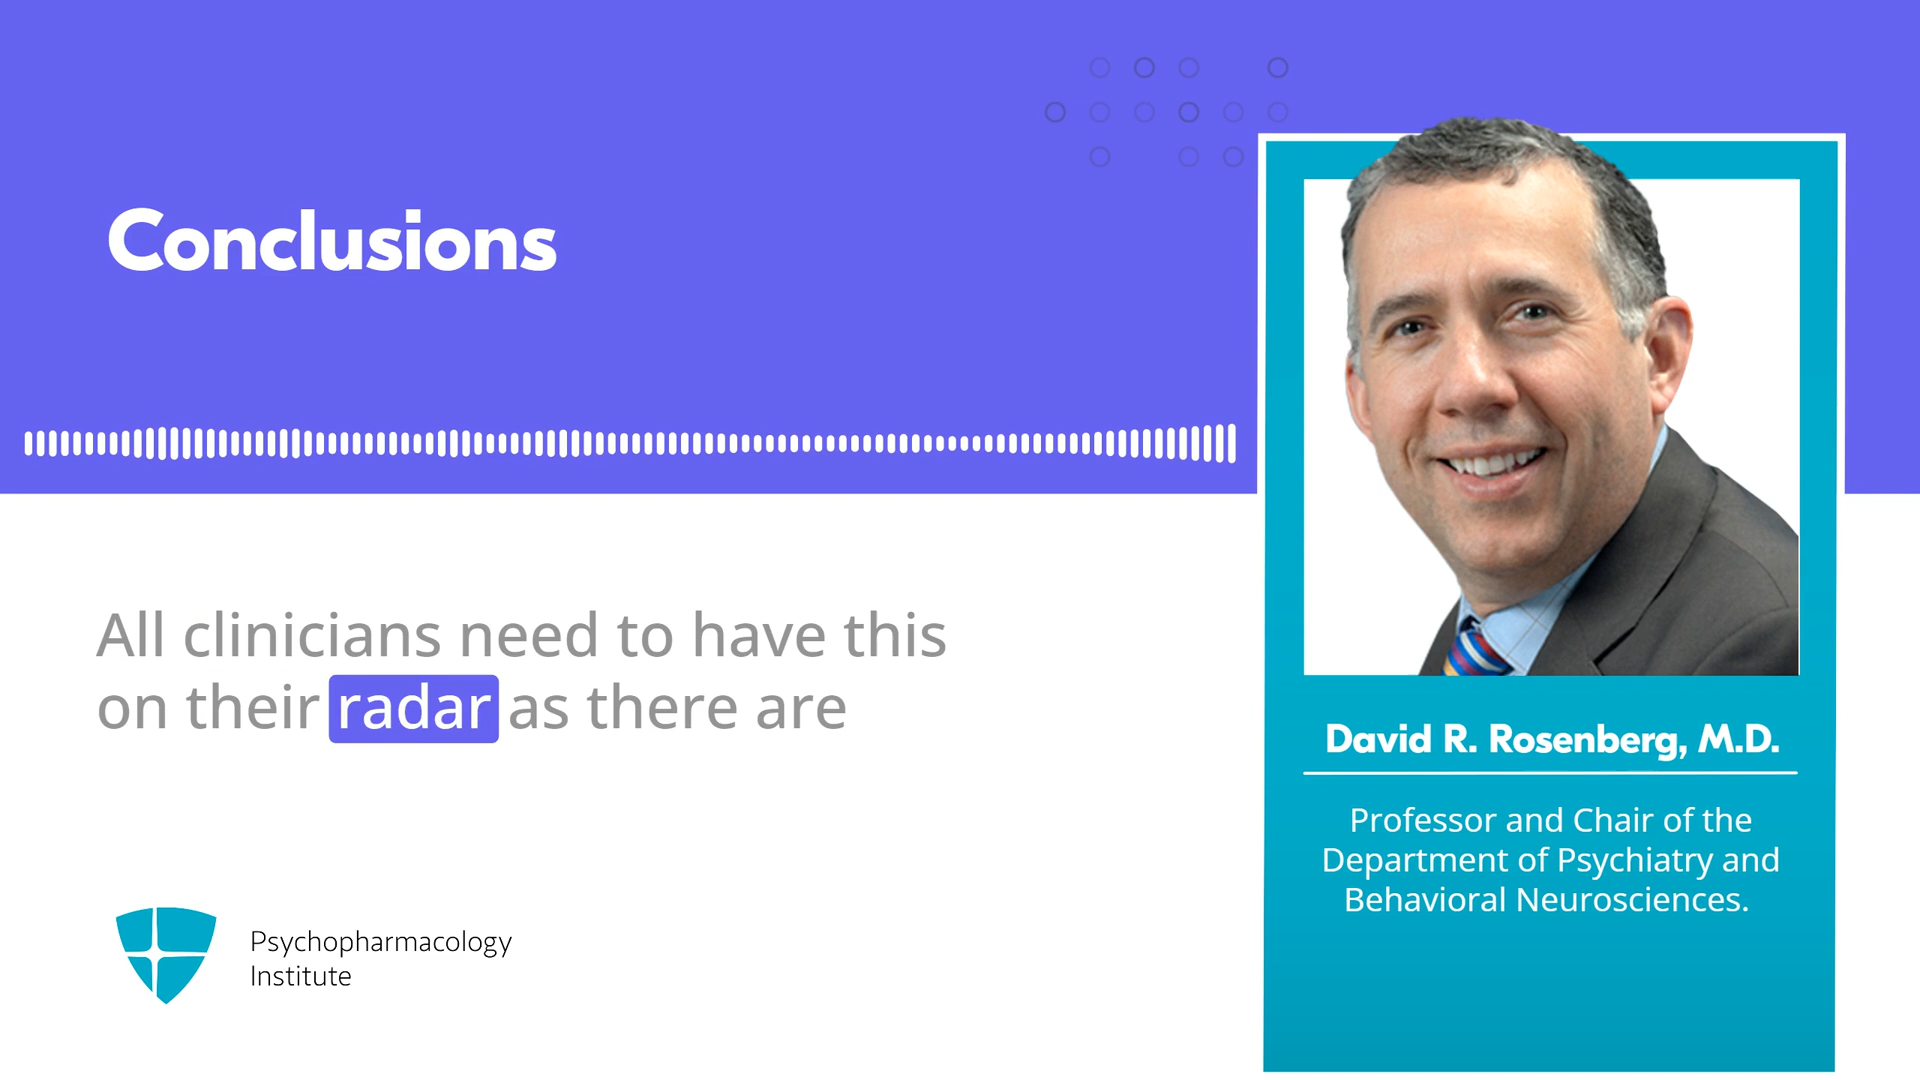 Conclusions
All clinicians need to have this
on their radar as there are
Psychopharmacology
Institute
David R. Rosenberg, M.D.
Professor and Chair of the
Department of Psychiatry and
Behavioral Neurosciences.